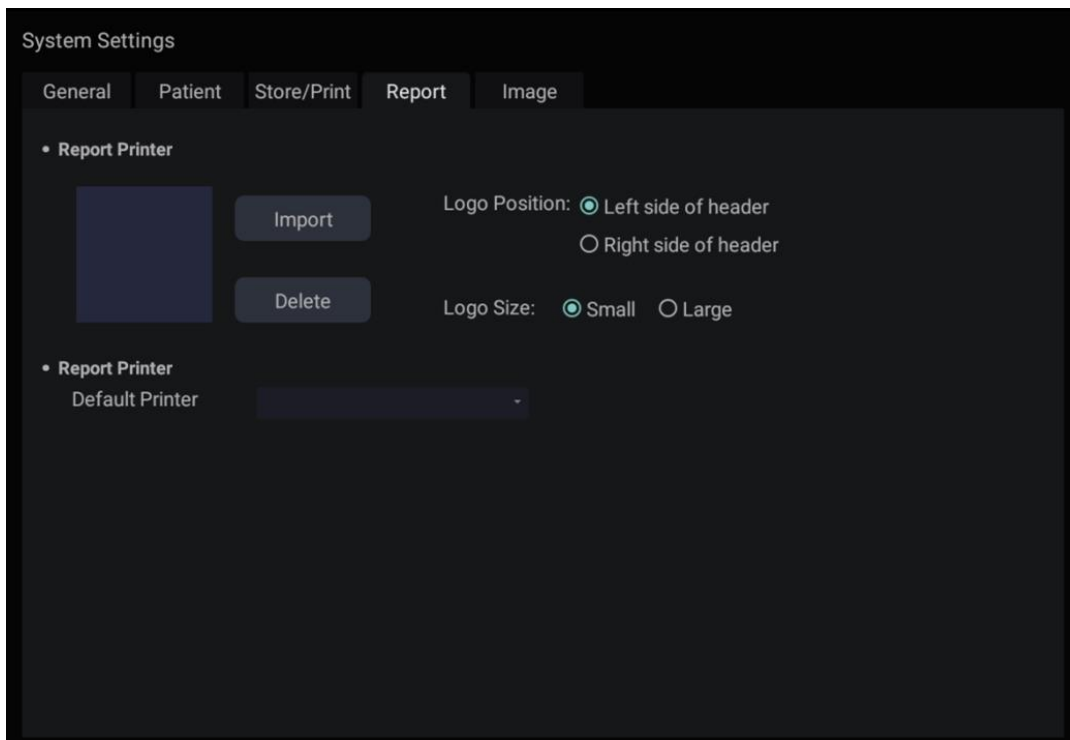 System Settings
General Patient Store/Print Report Image
• Report Printer
Import
Delete
Logo Position: Left side of header
Right side of header
Logo Size: Small Large
• Report Printer
Default Printer